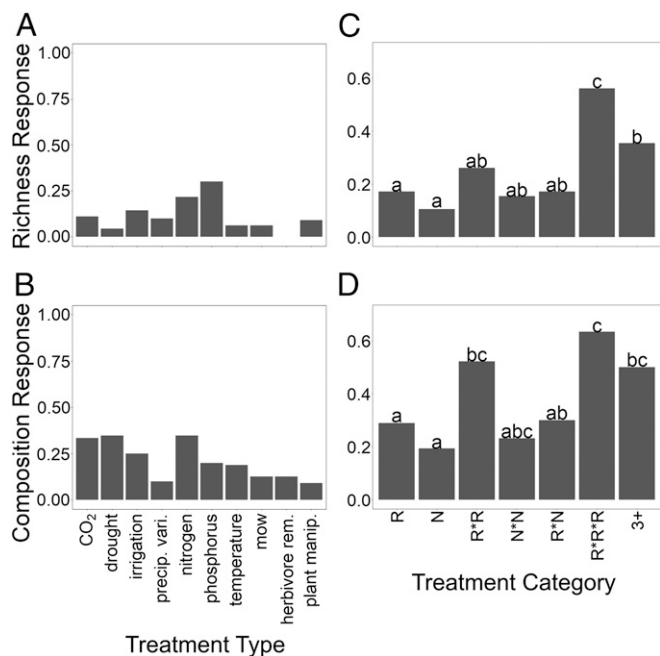 A
Richness Response
1.00
0.75
0.50
0.25
0.00
B
Composition Response
1.00
0.75
0.50
0.25
0.00
CO₂
drought
irrigation
precip. vari.
nitrogen
phosphorus
temperature
mow
herbivore rem.
plant manip.
Treatment Type
C
0.6
0.4
0.2
0.0
a
a
ab
ab
ab
c
b
D
0.6
0.4
0.2
0.0
a
a
bc
abc
ab
c
bc
R
N
R*R
N*N
R*N
R*R*R
3+
Treatment Category